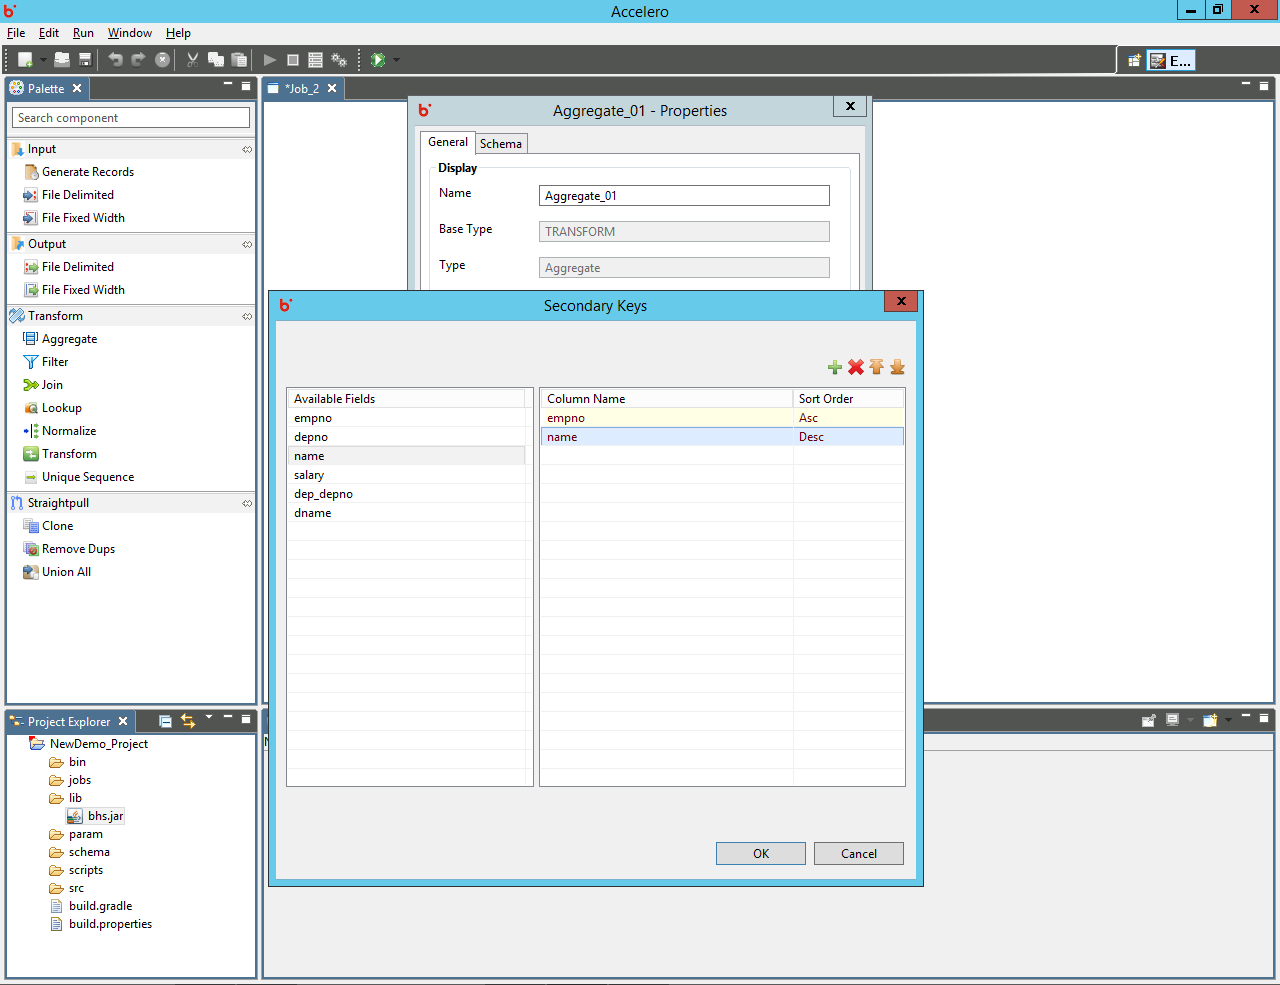 Accelero
File Edit Run Window Help
E...
Palette
*Job_2
Search component
Input
Generate Records
File Delimited
File Fixed Width
Output
File Delimited
File Fixed Width
Transform
Aggregate
Filter
Join
Lookup
Normalize
Transform
Unique Sequence
Straightpull
Clone
Remove Dups
Union All
Aggregate_01 - Properties
General Schema
Display
Name Aggregate_01
Base Type TRANSFORM
Type Aggregate
Secondary Keys
Available Fields
empno
depno
name
salary
dep_depno
dname
Column Name Sort Order
empno Asc
name Desc
OK Cancel
Project Explorer
NewDemo_Project
bin
jobs
lib
bhs.jar
param
schema
scripts
src
build.gradle
build.properties